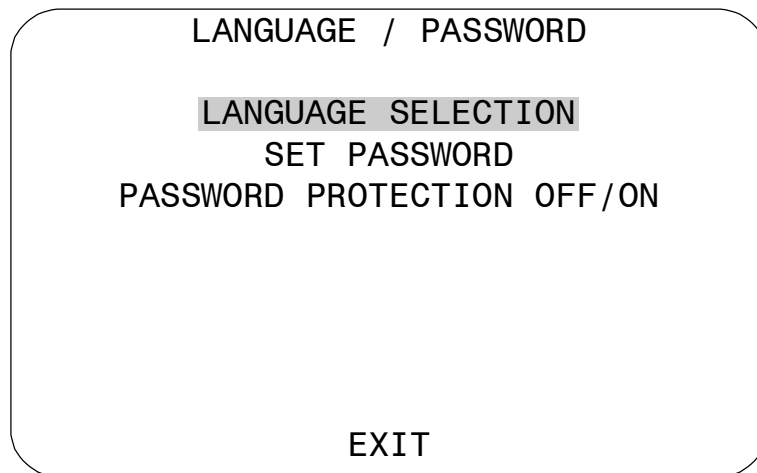 LANGUAGE / PASSWORD
LANGUAGE SELECTION
SET PASSWORD
PASSWORD PROTECTION OFF/ON
EXIT